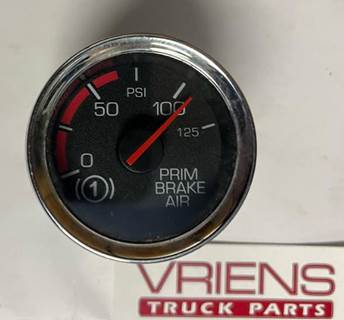 PSI
50
100
125
0
(1)
PRIM
BRAKE
AIR
VRIENS
TRUCK PARTS